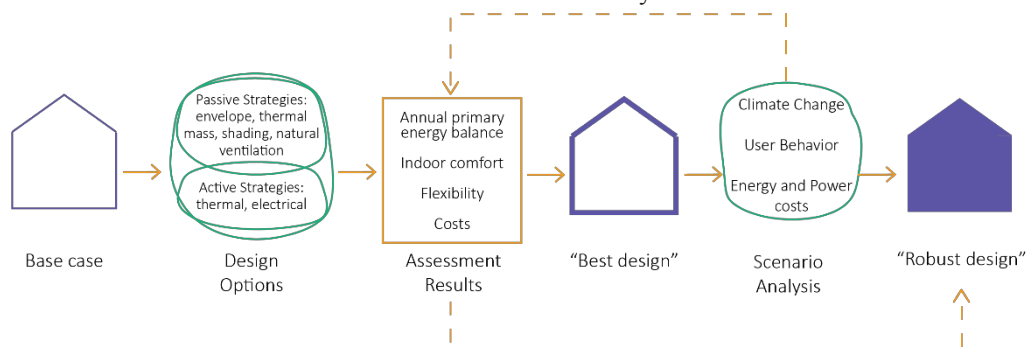 Passive Strategies:
envelope, thermal
mass, shading, natural
ventilation
Active Strategies:
thermal, electrical
Annual primary
energy balance
Indoor comfort
Flexibility
Costs
Climate Change
User Behavior
Energy and Power
costs
Base case
Design
Options
Assessment
Results
“Best design”
Scenario
Analysis
“Robust design”